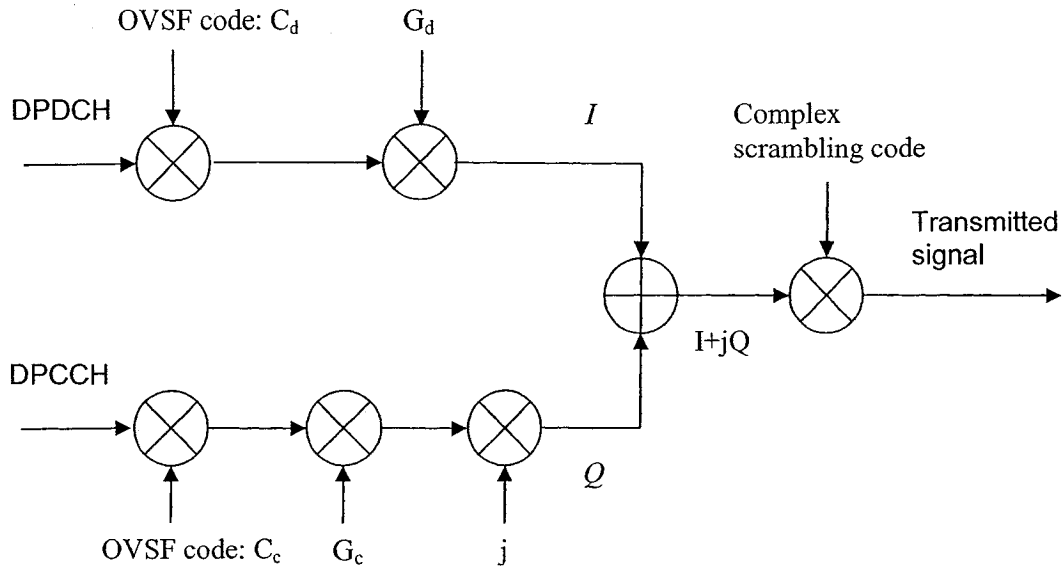 OVSF code: Cd
Gd
DPDCH
I
Complex
scrambling code
Transmitted
signal
I+jQ
DPCCH
Q
OVSF code: Cc
Gc
j